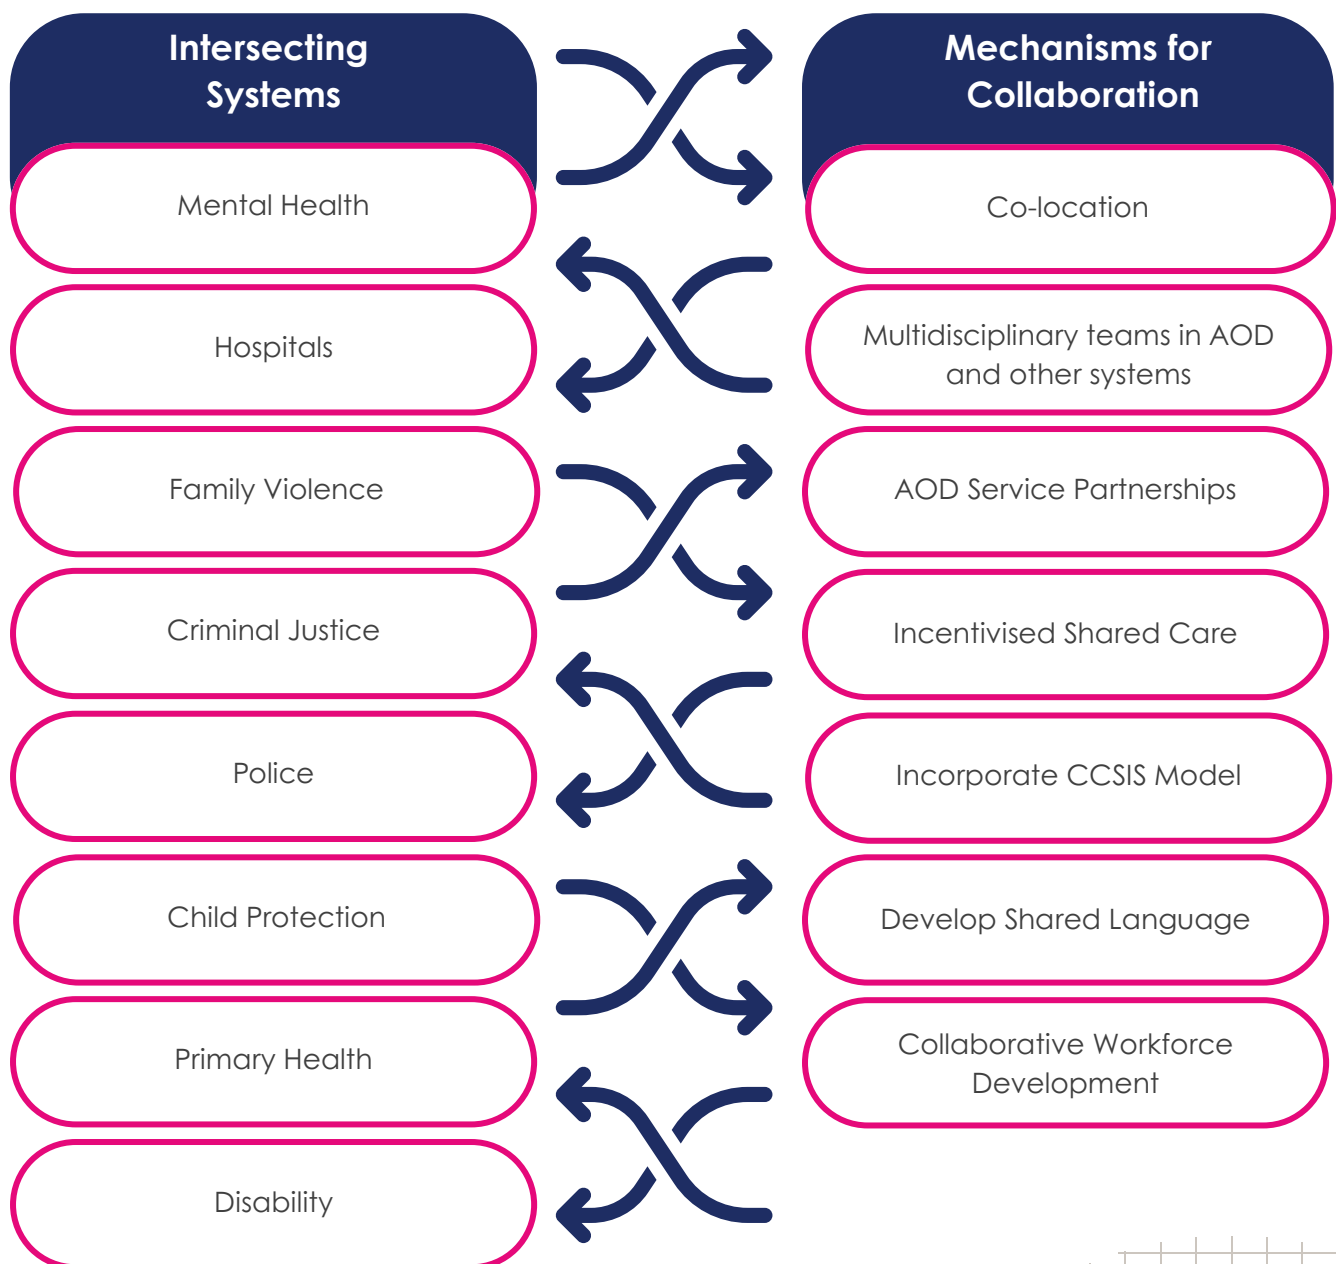 Intersecting
Systems
Mental Health
Hospitals
Family Violence
Criminal Justice
Police
Child Protection
Primary Health
Disability
Mechanisms for
Collaboration
Co-location
Multidisciplinary teams in AOD
and other systems
AOD Service Partnerships
Incentivised Shared Care
Incorporate CCSIS Model
Develop Shared Language
Collaborative Workforce
Development